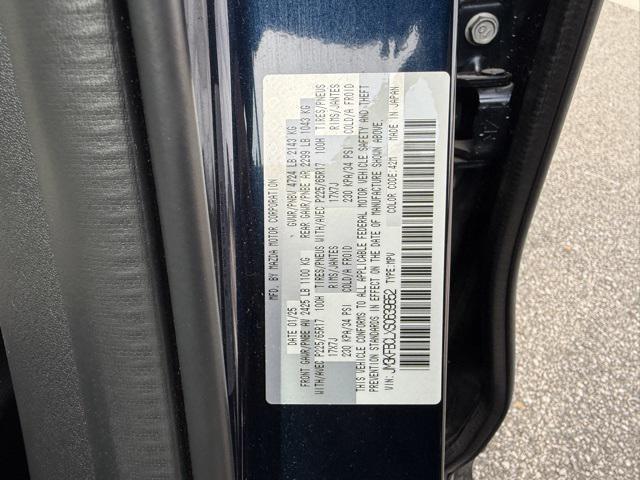 MFD. BY MAZDA MOTOR CORPORATION
DATE 01/25 GVWR/PNBV 4724 LB 2143 KG
FRONT GAWR/PNBE AV 2425 LB 1100 KG REAR GAWR/PNBE AR 2299 LB 1043 KG
WITH/AVEC P225/65R17 100H TIRES/PNEUS WITH/AVEC P225/65R17 100H TIRES/PNEUS
17X7J RIMS/JANTES 17X7J RIMS/JANTES
230 KPA/34 PSI COLD/A FROID 230 KPA/34 PSI COLD/A FROID
THIS VEHICLE CONFORMS TO ALL APPLICABLE FEDERAL MOTOR VEHICLE SAFETY AND THEFT
PREVENTION STANDARDS IN EFFECT ON THE DATE OF MANUFACTURE SHOWN ABOVE.
VIN: JM3KFBCLXS0639552 TYPE:MPV COLOR CODE:42M MADE IN JAPAN